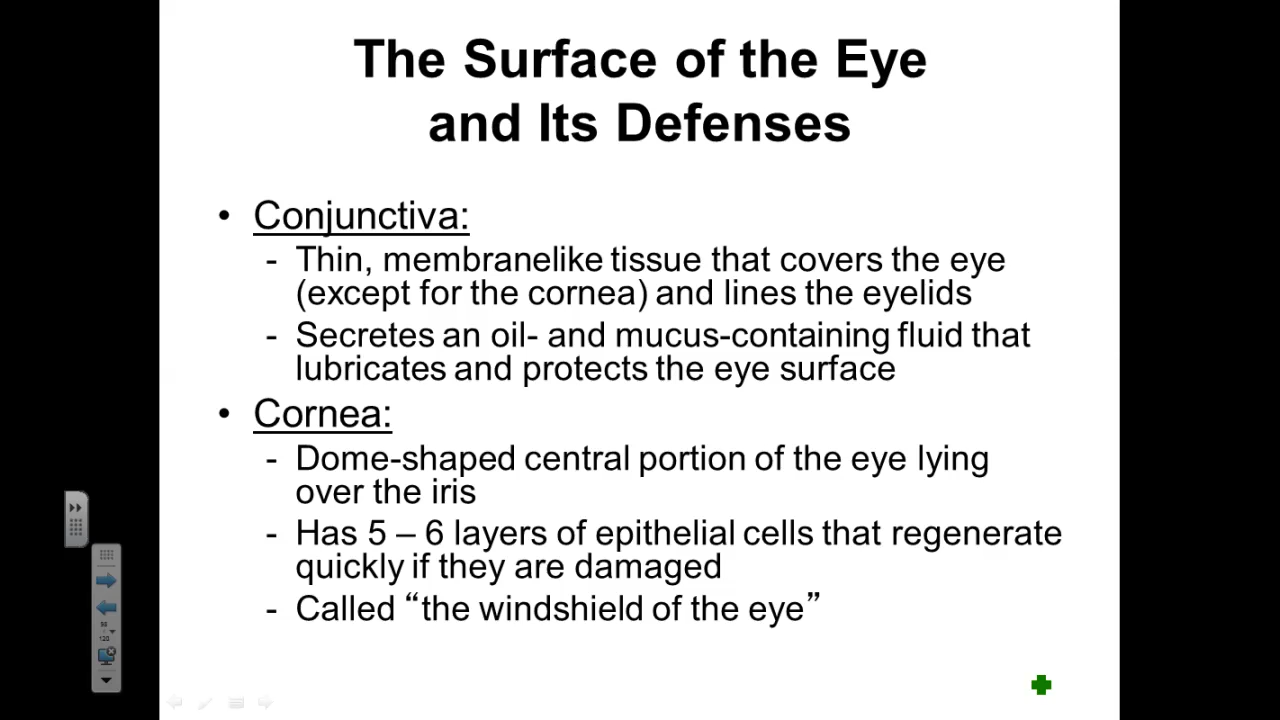 The Surface of the Eye
and Its Defenses
• Conjunctiva:
- Thin, membranelike tissue that covers the eye
(except for the cornea) and lines the eyelids
- Secretes an oil- and mucus-containing fluid that
lubricates and protects the eye surface
• Cornea:
- Dome-shaped central portion of the eye lying
over the iris
- Has 5 – 6 layers of epithelial cells that regenerate
quickly if they are damaged
- Called “the windshield of the eye”